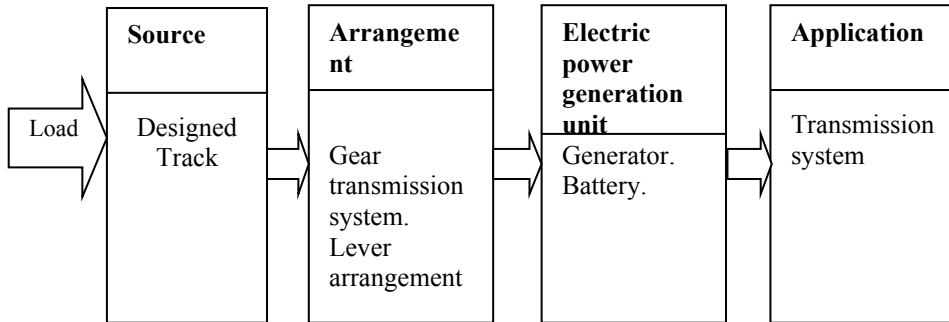 Load
Source
Designed
Track
Arrangeme
nt
Gear
transmission
system.
Lever
arrangement
Electric
power
generation
unit
Generator.
Battery.
Application
Transmission
system